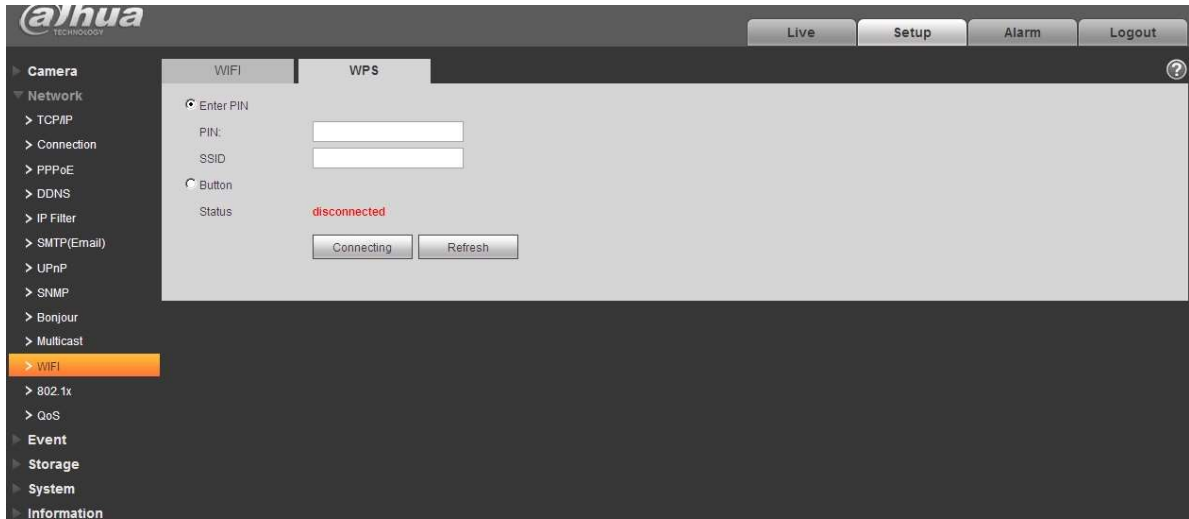 alhua
TECHNOLOGY
Live Setup Alarm Logout
Camera
Network
> TCP/IP
> Connection
> PPPoE
> DDNS
> IP Filter
> SMTP(Email)
> UPnP
> SNMP
> Bonjour
> Multicast
> WIFI
> 802.1x
> QoS
Event
Storage
System
Information
WIFI WPS
?
Enter PIN
PIN:
SSID
Button
Status disconnected
Connecting Refresh